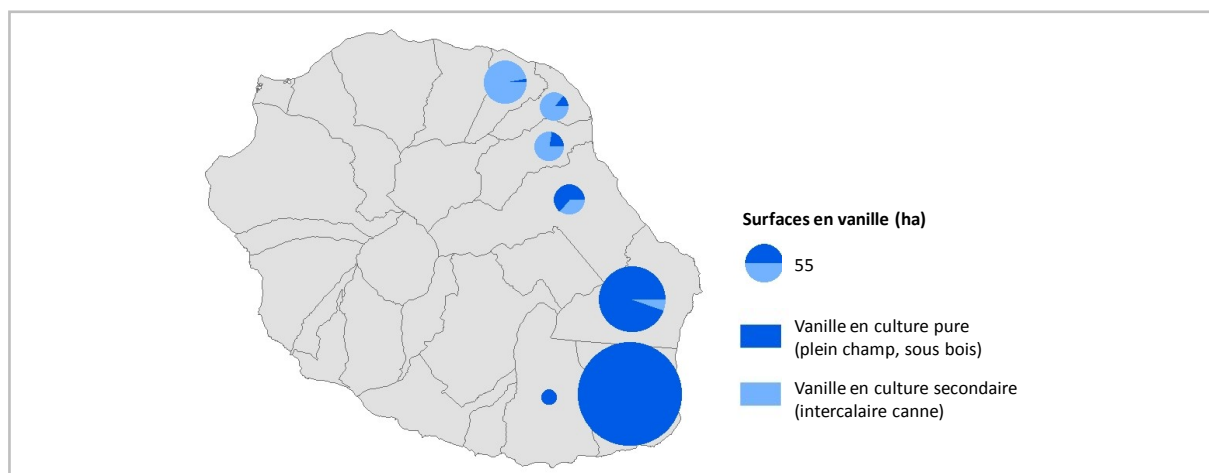 Surfaces en vanille (ha)
55
Vanille en culture pure
(plein champ, sous bois)
Vanille en culture secondaire
(intercalaire canne)